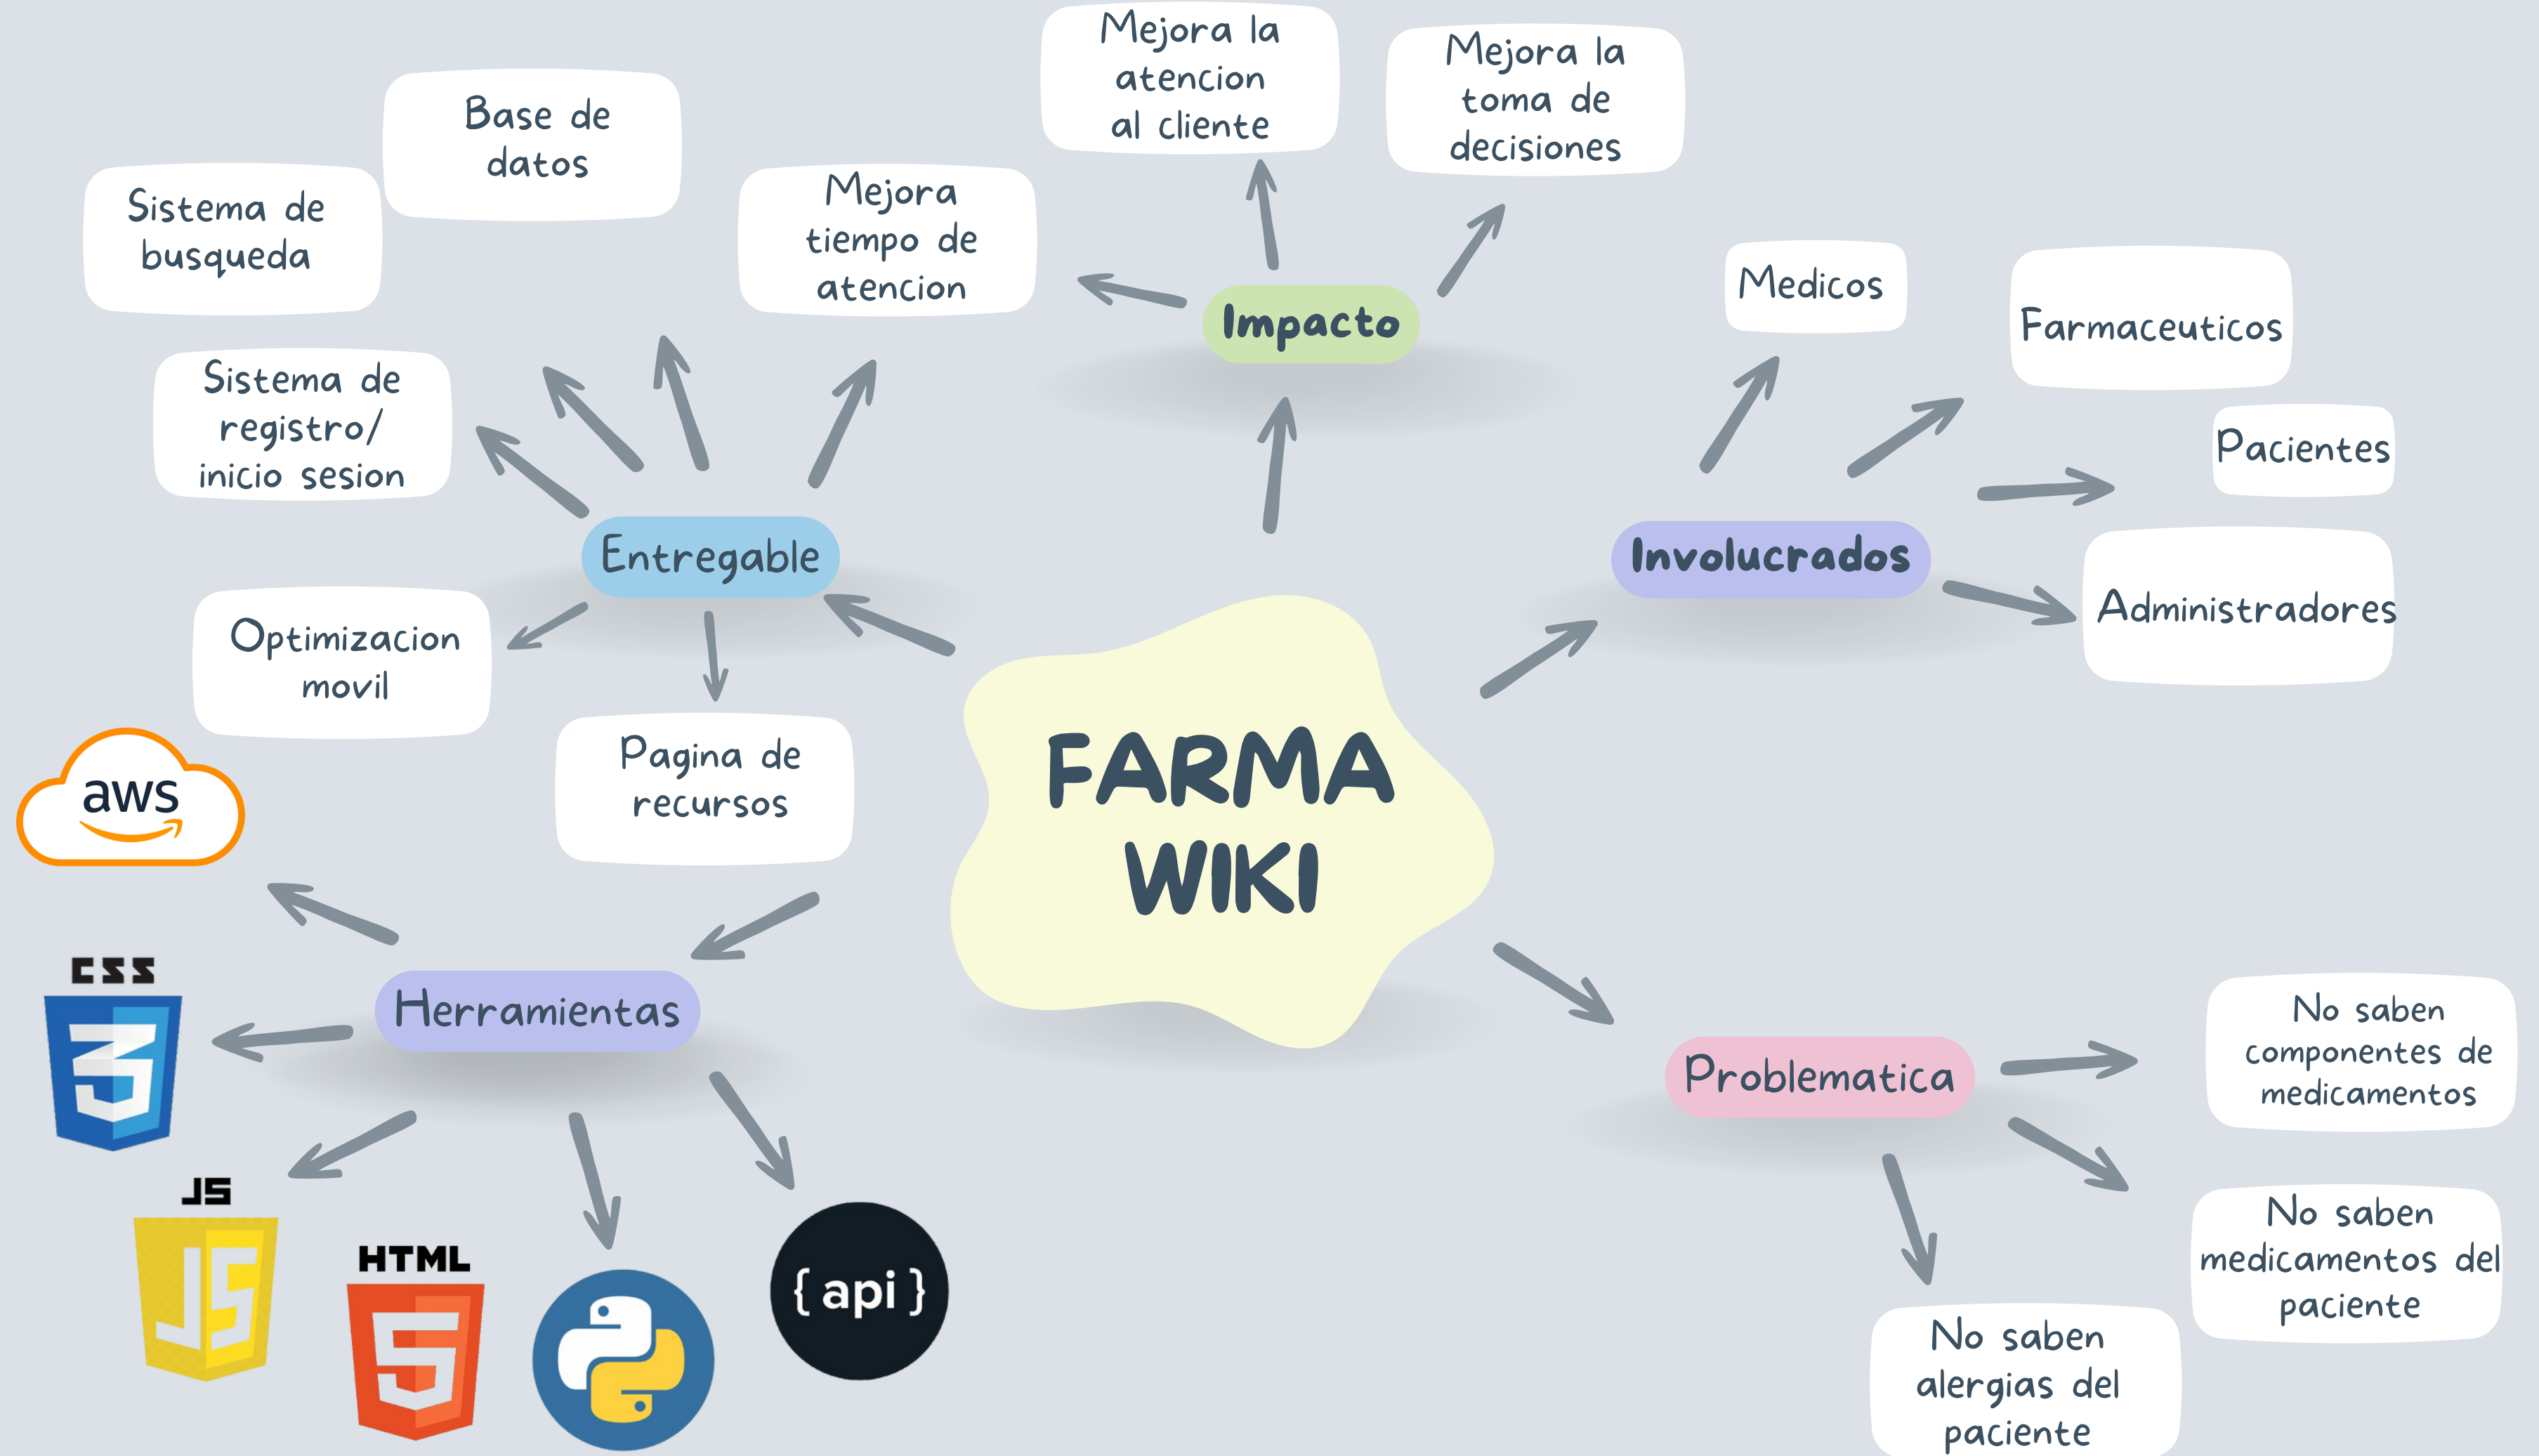 Mejora la
atencion
al cliente
Mejora la
toma de
decisiones
Base de
datos
Sistema de
busqueda
Mejora
tiempo de
atencion
Impacto
Medicos
Farmaceuticos
Pacientes
Sistema de
registro/
inicio sesion
Entregable
Involucrados
Administradores
Optimizacion
movil
Pagina de
recursos
FARMA
WIKI
aws
Herramientas
CSS
3
JS
JS
HTML
5
{ api }
Problematica
No saben
componentes de
medicamentos
No saben
medicamentos del
paciente
No saben
alergias del
paciente